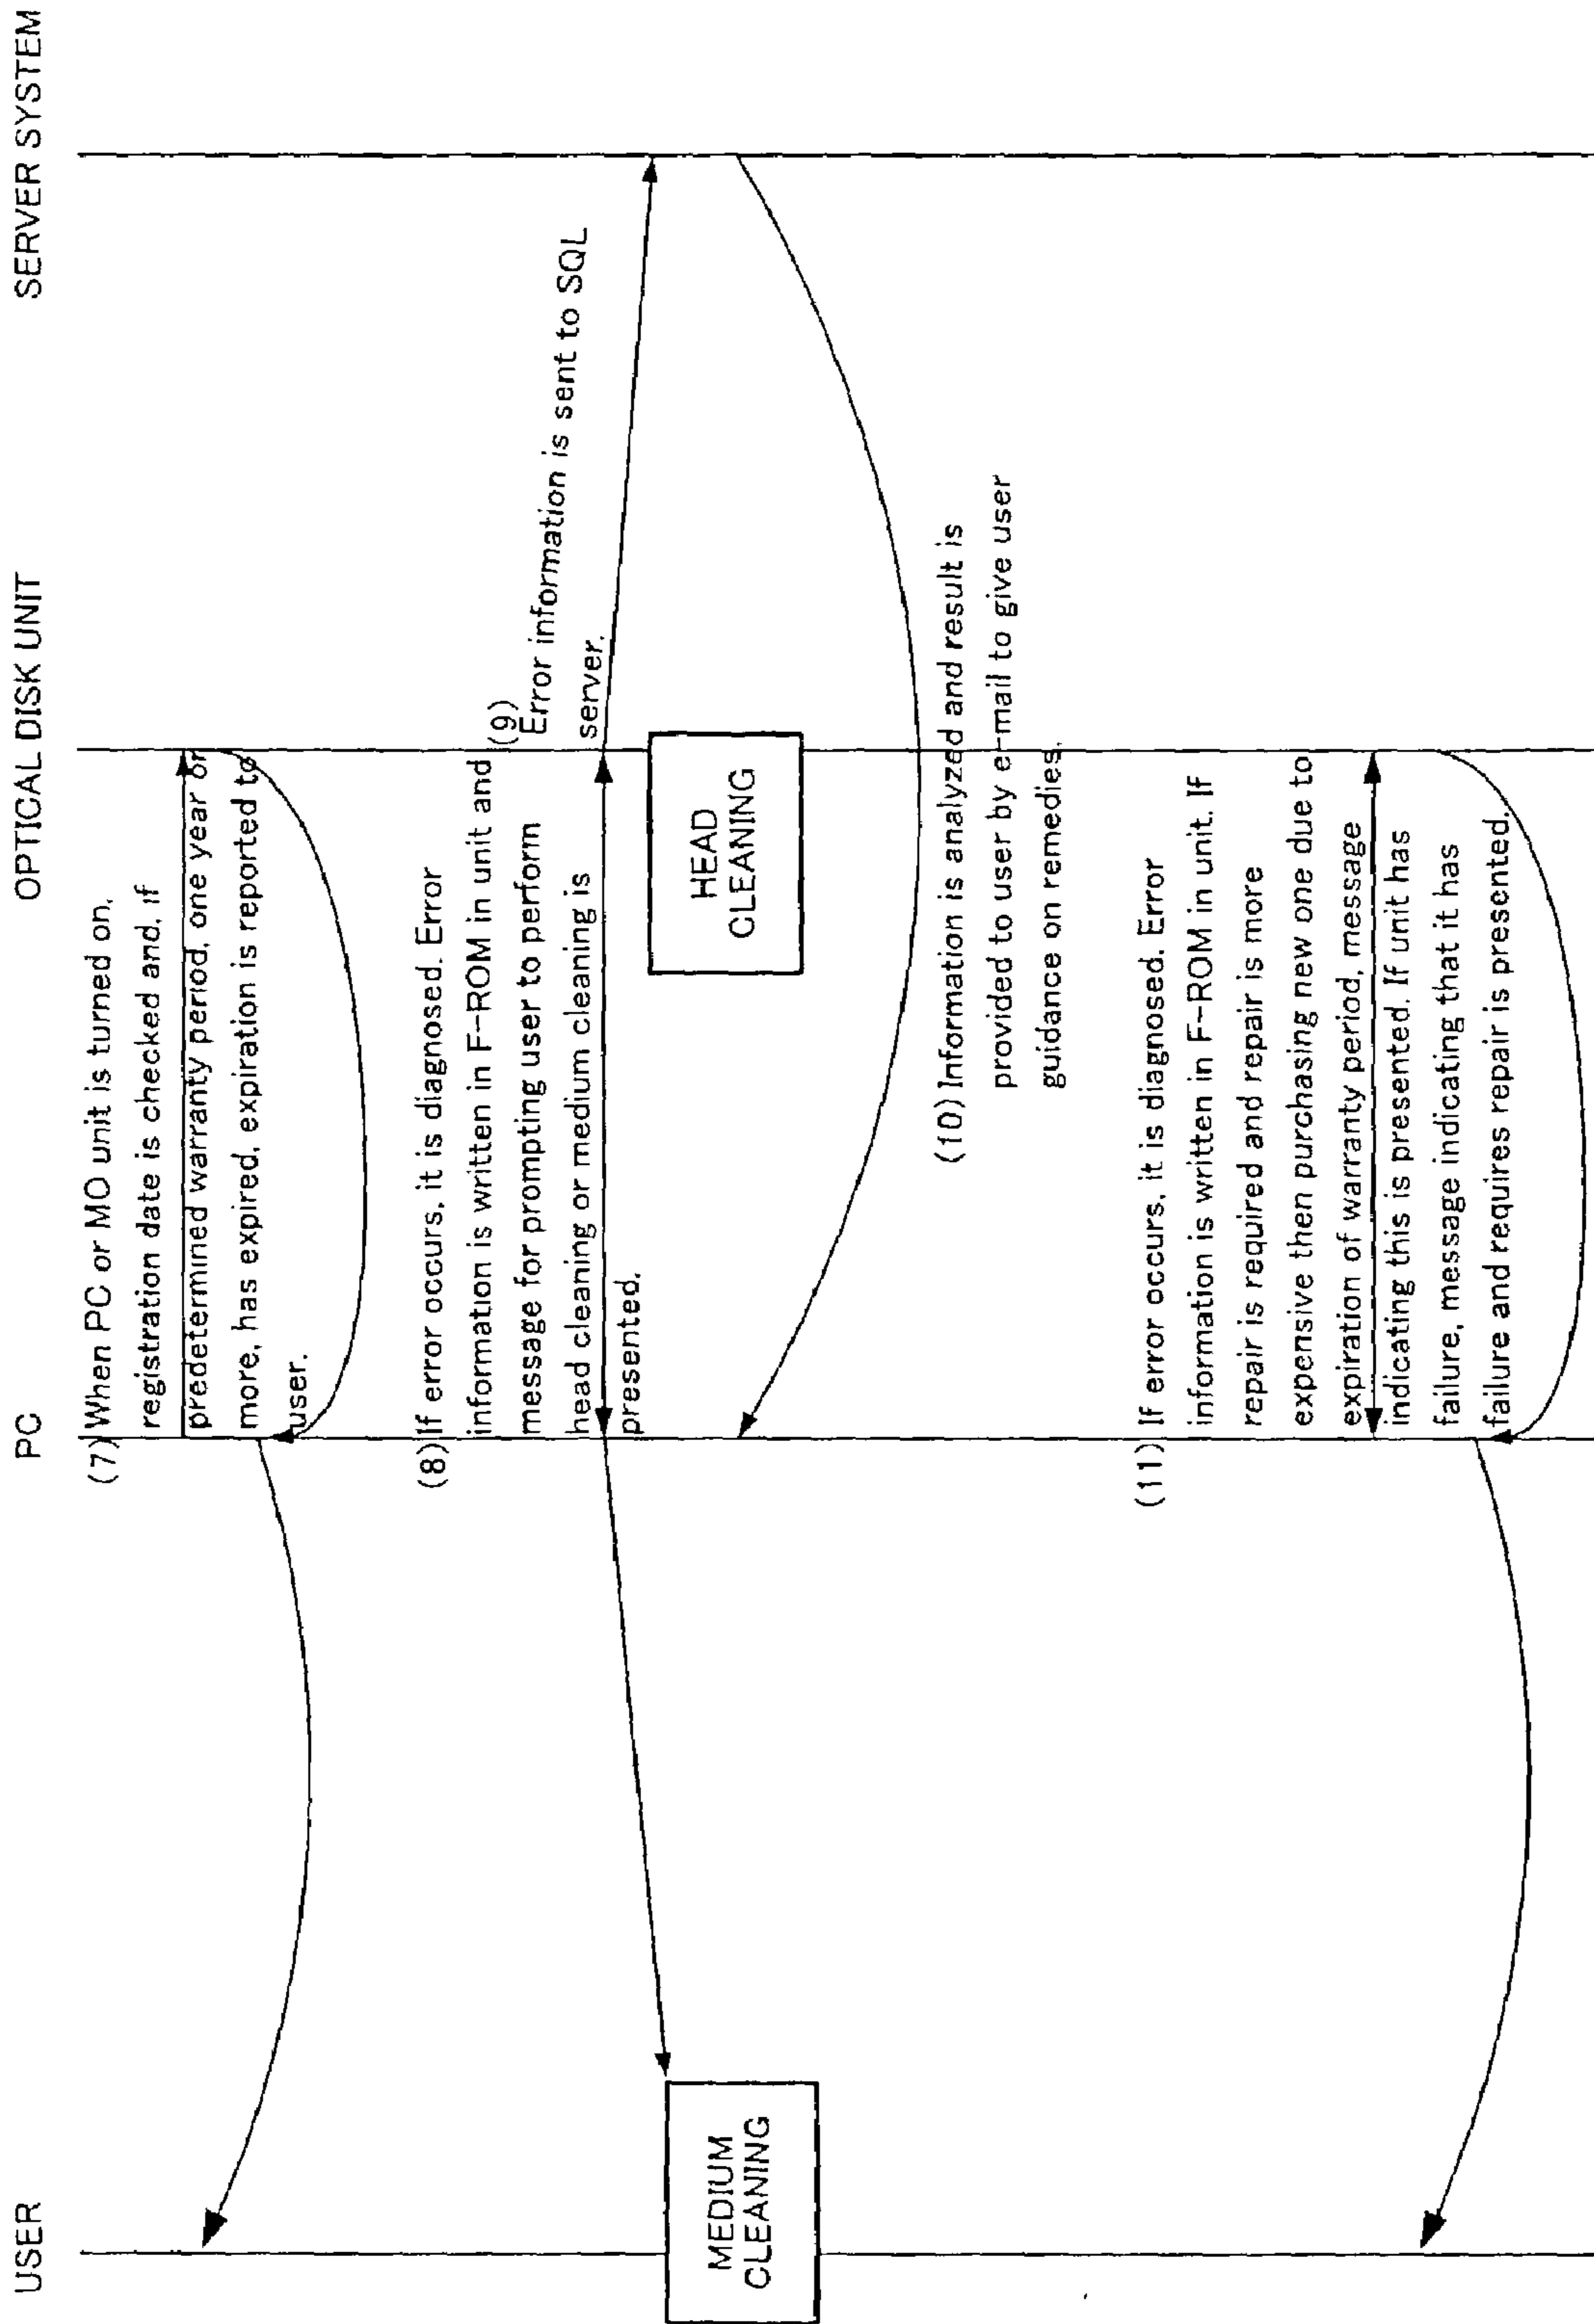 USER
PC
OPTICAL DISK UNIT
SERVER SYSTEM
(7) When PC or MO unit is turned on,
registration date is checked and, if
predetermined warranty period, one year or
more, has expired, expiration is reported to
user.
(8) If error occurs, it is diagnosed. Error
information is written in F-ROM in unit and
message for prompting user to perform
head cleaning or medium cleaning is
presented.
(9)
Error information is sent to SQL
server.
HEAD
CLEANING
MEDIUM
CLEANING
(10) Information is analyzed and result is
provided to user by e-mail to give user
guidance on remedies.
(11) If error occurs, it is diagnosed. Error
information is written in F-ROM in unit. If
repair is required and repair is more
expensive then purchasing new one due to
expiration of warranty period, message
indicating this is presented. If unit has
failure, message indicating that it has
failure and requires repair is presented.